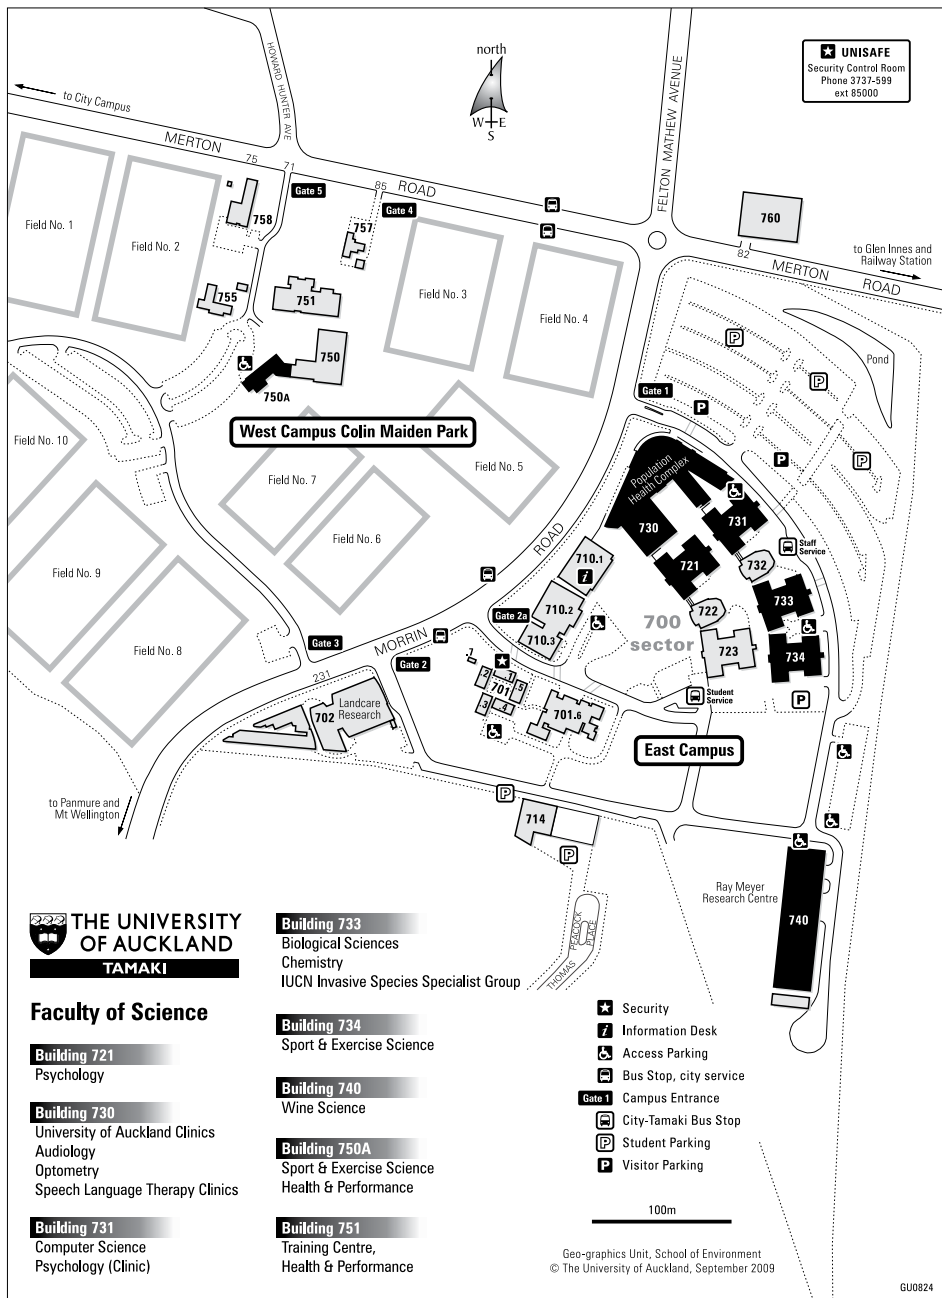 north
W E
S
UNISAFE
Security Control Room
Phone 3737-599
ext 85000
to City Campus
HOWARD HUNTER AVE
FELTON MATHEW AVENUE
MERTON
75
71
85
ROAD
Gate 5
Gate 4
758
757
760
82
MERTON
ROAD
to Glen Innes and
Railway Station
Field No. 1
Field No. 2
Field No. 3
Field No. 4
755
751
750
750A
Pond
P
P
P
P
P
Gate 1
West Campus Colin Maiden Park
Field No. 10
Field No. 7
Field No. 5
Field No. 6
Field No. 9
Field No. 8
Population
Health Complex
730
731
721
732
Staff
Service
733
722
734
723
700
sector
710.1
i
710.2
710.3
Gate 2a
ROAD
MORRIN
Gate 3
Gate 2
231
7
2
1
701
5
3
4
701.6
Student
Service
P
702
Landcare
Research
East Campus
to Panmure and
Mt Wellington
P
714
P
Ray Meyer
Research Centre
740
THOMAS
PEACOCK
PLACE
THE UNIVERSITY
OF AUCKLAND
TAMAKI
Faculty of Science
Building 721
Psychology
Building 730
University of Auckland Clinics
Audiology
Optometry
Speech Language Therapy Clinics
Building 731
Computer Science
Psychology (Clinic)
Building 733
Biological Sciences
Chemistry
IUCN Invasive Species Specialist Group
Building 734
Sport & Exercise Science
Building 740
Wine Science
Building 750A
Sport & Exercise Science
Health & Performance
Building 751
Training Centre,
Health & Performance
Security
i Information Desk
Access Parking
Bus Stop, city service
Gate 1 Campus Entrance
City-Tamaki Bus Stop
P Student Parking
P Visitor Parking
100m
Geo-graphics Unit, School of Environment
© The University of Auckland, September 2009
GU0824